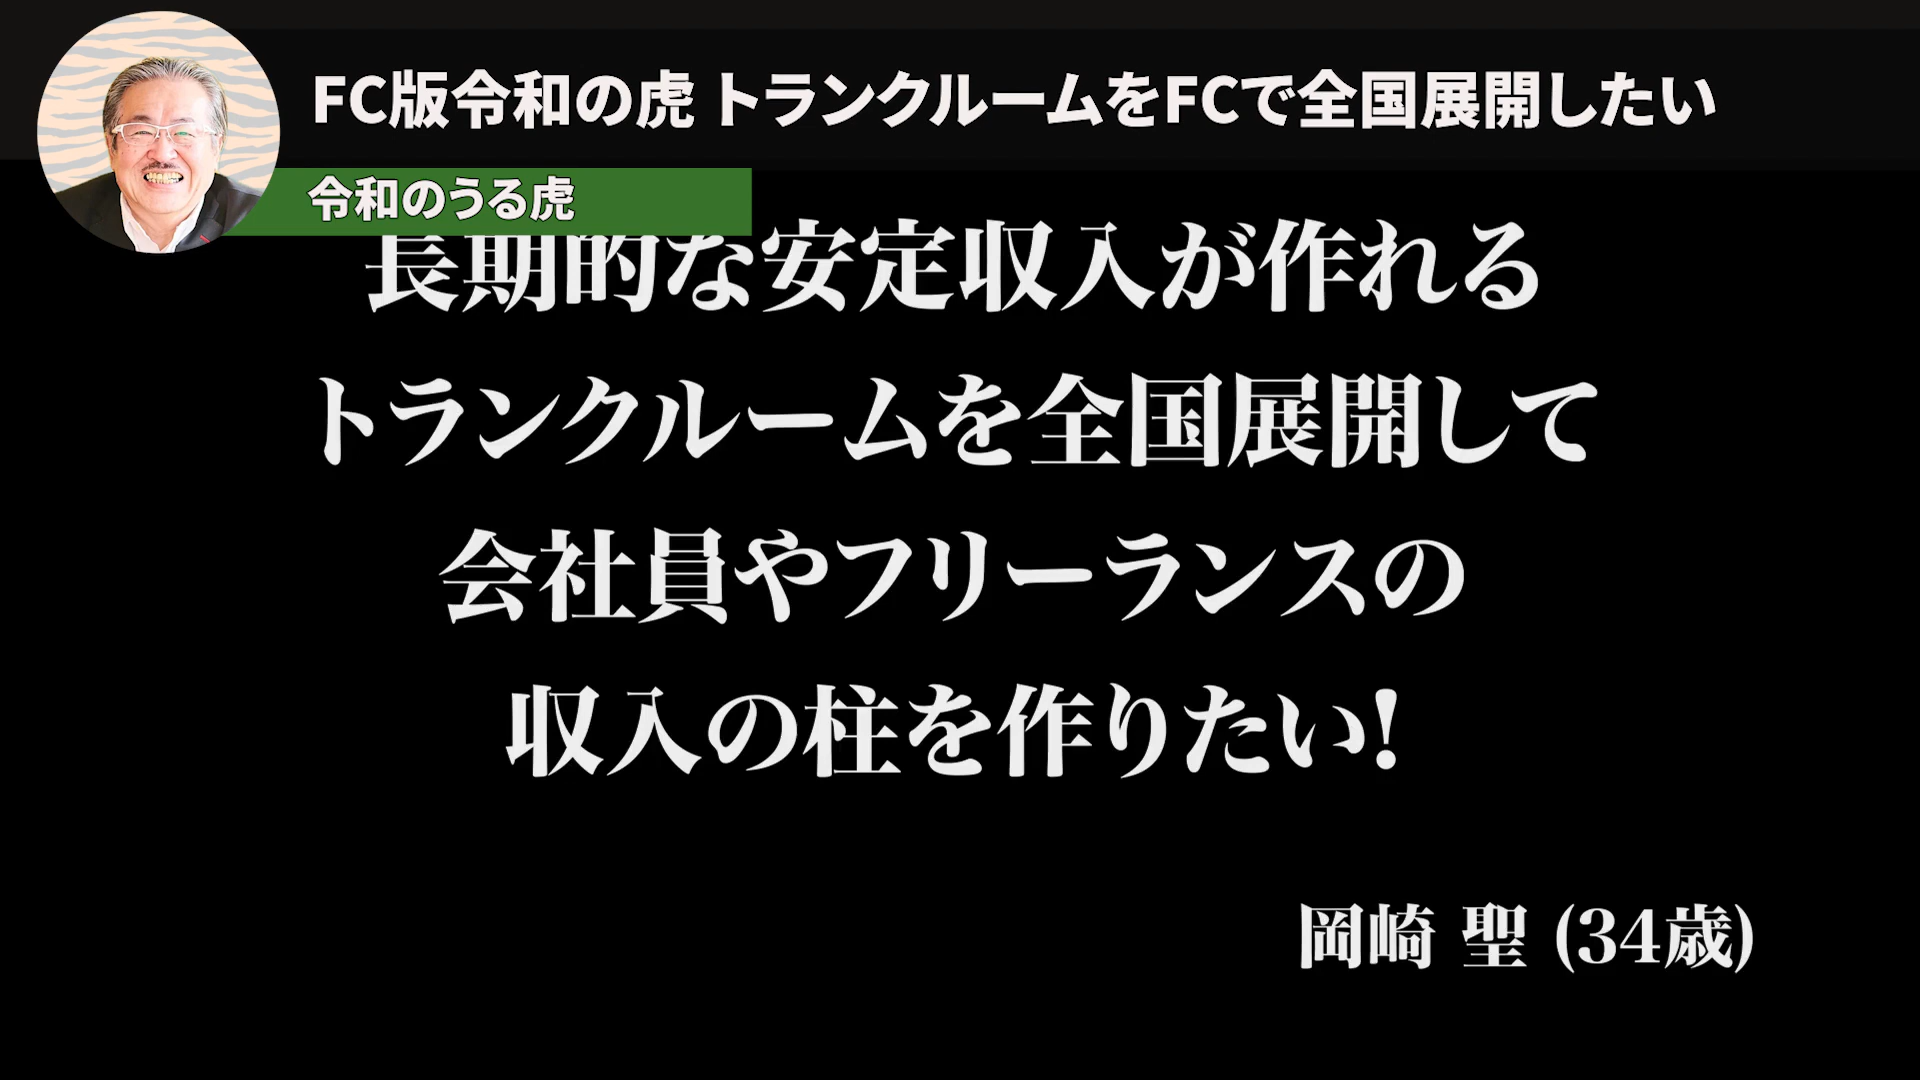 FC版令和の虎 トランクルームをFCで全国展開したい
令和のうる虎
長期的な安定収入が作れる
トランクルームを全国展開して
会社員やフリーランスの
収入の柱を作りたい!
岡崎 聖 (34歳)